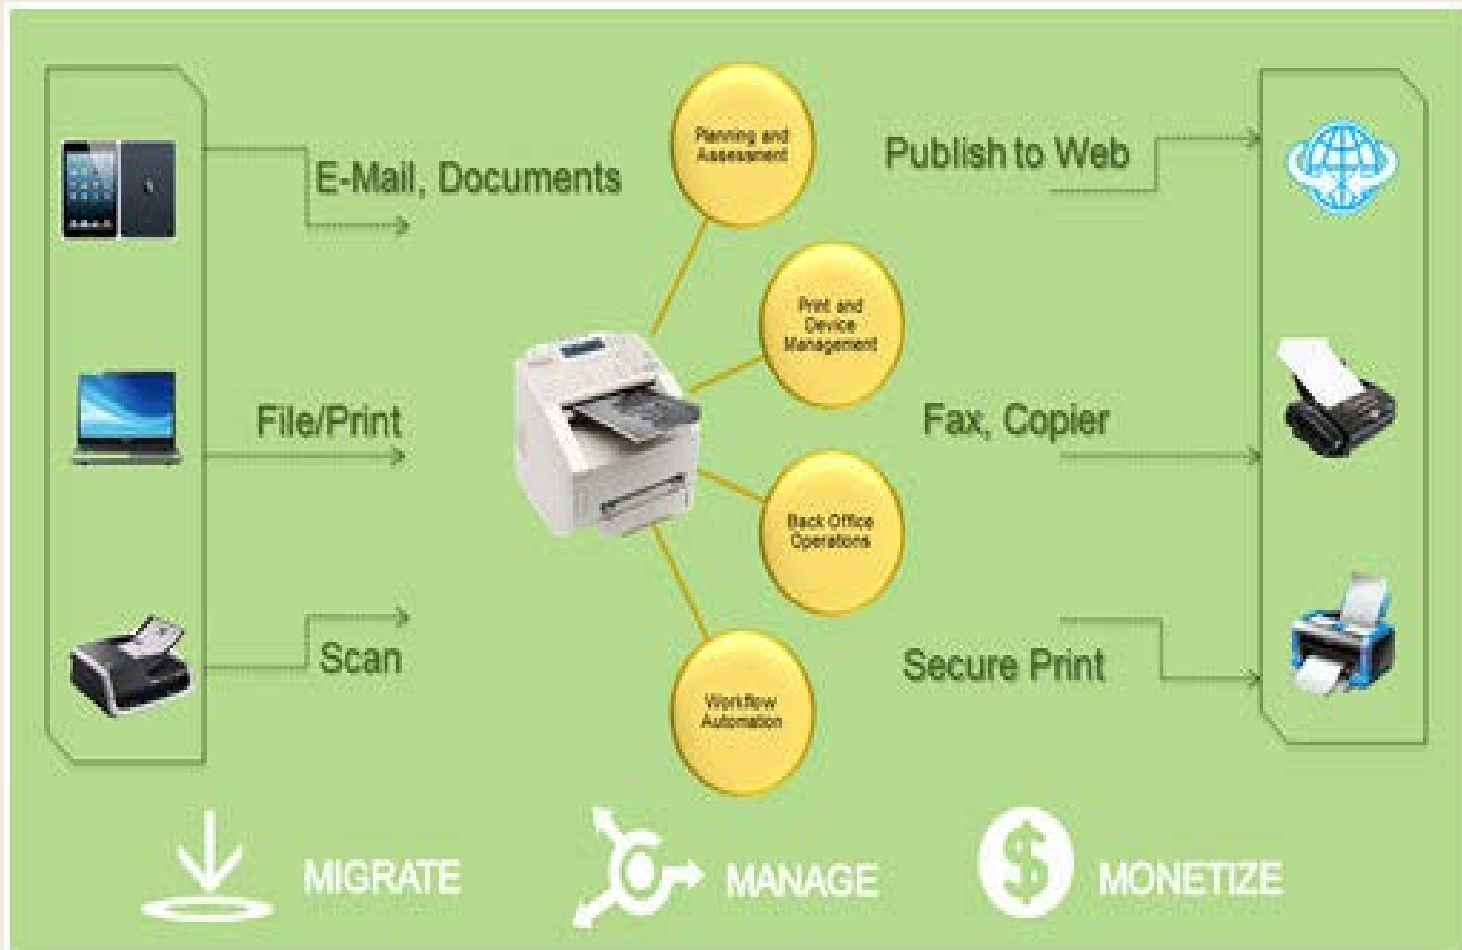 E-Mail, Documents
File/Print
Scan
Planning and
Assessment
Print and
Device
Management
Back Office
Operations
Workflow
Automation
Publish to Web
Fax, Copier
Secure Print
MIGRATE
MANAGE
MONETIZE